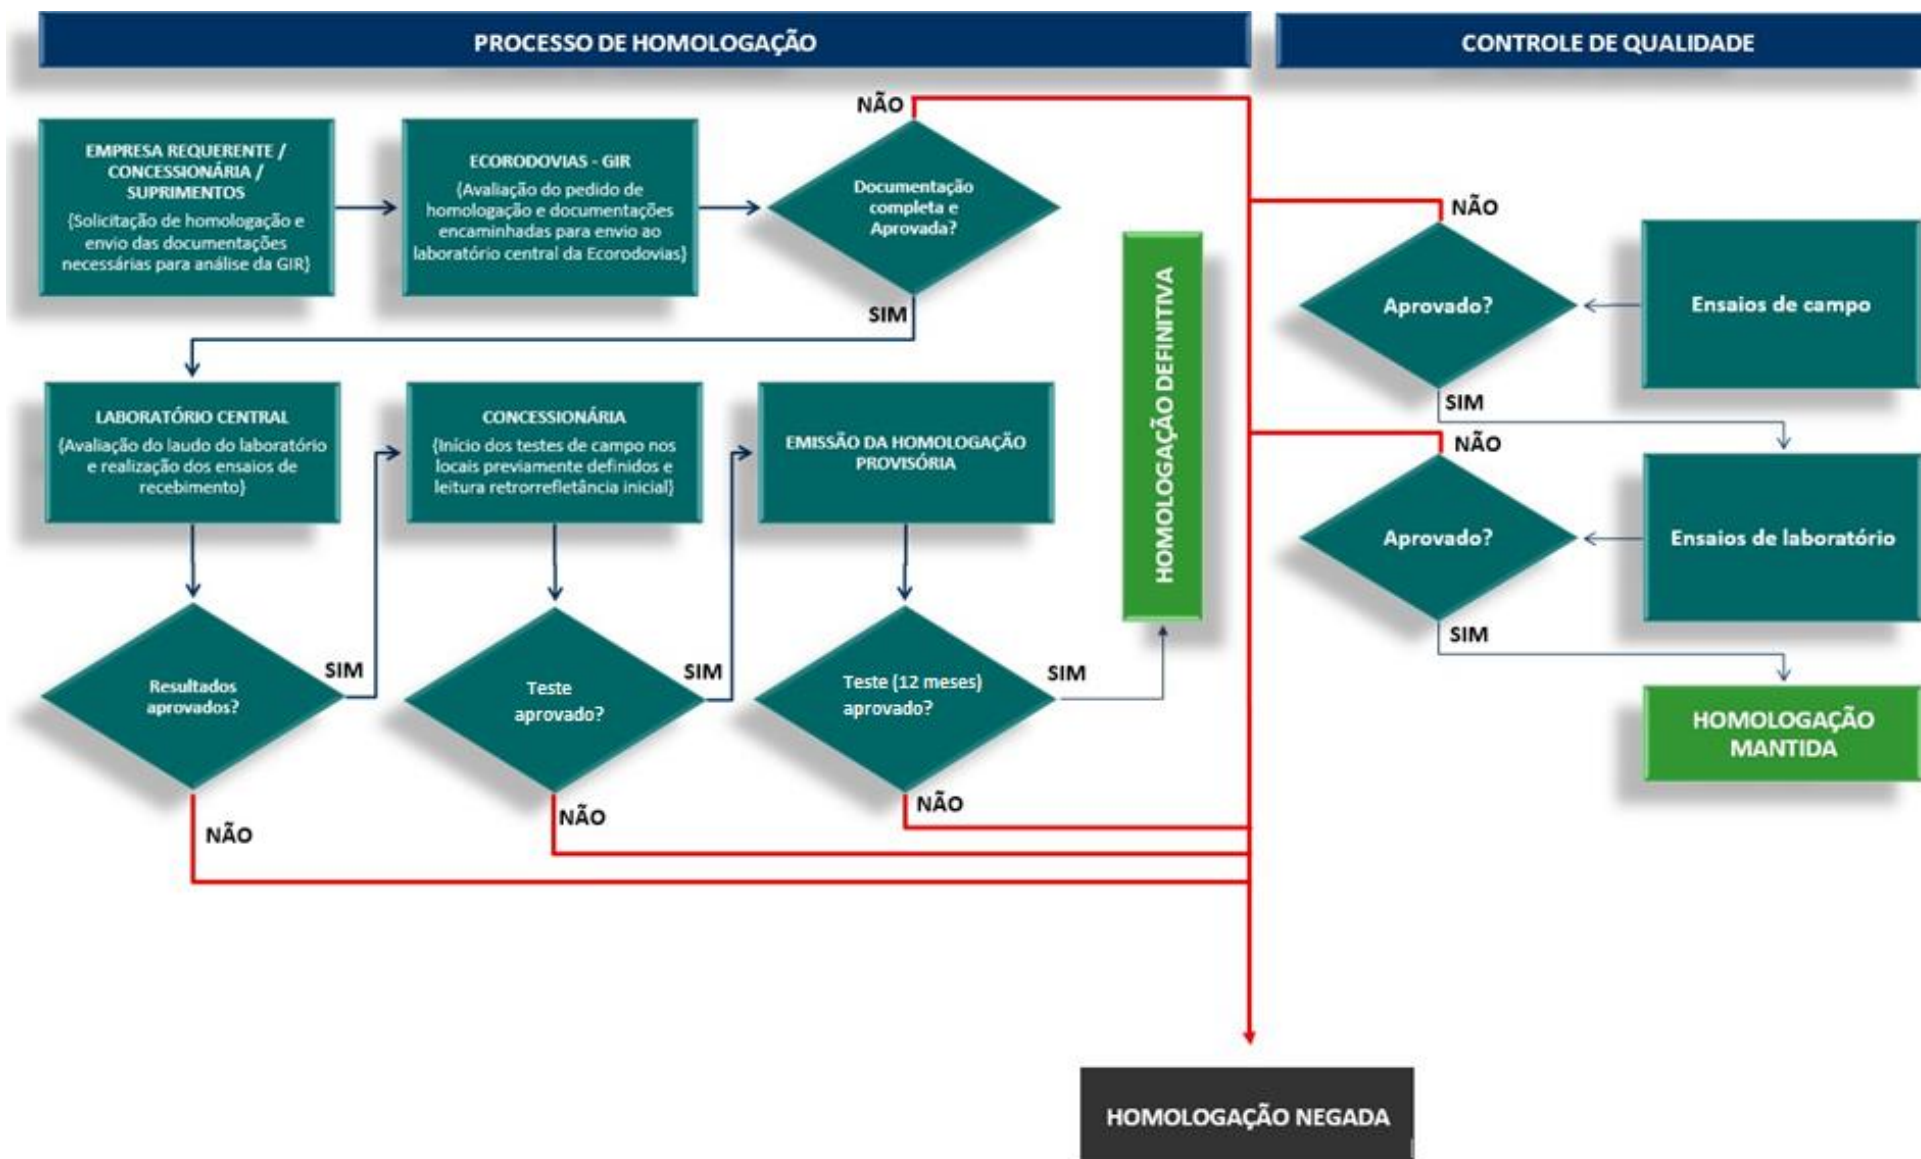 PROCESSO DE HOMOLOGAÇÃO
CONTROLE DE QUALIDADE
EMPRESA REQUERENTE /
CONCESSIONÁRIA /
SUPRIMENTOS
{Solicitação de homologação e
envio das documentações
necessárias para análise da GIR}
ECORODOVIAS - GIR
{Avaliação do pedido de
homologação e documentações
encaminhadas para envio ao
laboratório central da Ecorodovias}
NÃO
Documentação
completa e
Aprovada?
SIM
LABORATÓRIO CENTRAL
{Avaliação do laudo do laboratório
e realização dos ensaios de
recebimento}
CONCESSIONÁRIA
{Início dos testes de campo nos
locais previamente definidos e
leitura retrorrefletância inicial}
EMISSÃO DA HOMOLOGAÇÃO
PROVISÓRIA
Resultados
aprovados?
SIM
NÃO
Teste
aprovado?
SIM
NÃO
Teste (12 meses)
aprovado?
SIM
NÃO
HOMOLOGAÇÃO DEFINITIVA
NÃO
Aprovado?
Ensaios de campo
SIM
NÃO
Aprovado?
Ensaios de laboratório
SIM
HOMOLOGAÇÃO
MANTIDA
HOMOLOGAÇÃO NEGADA